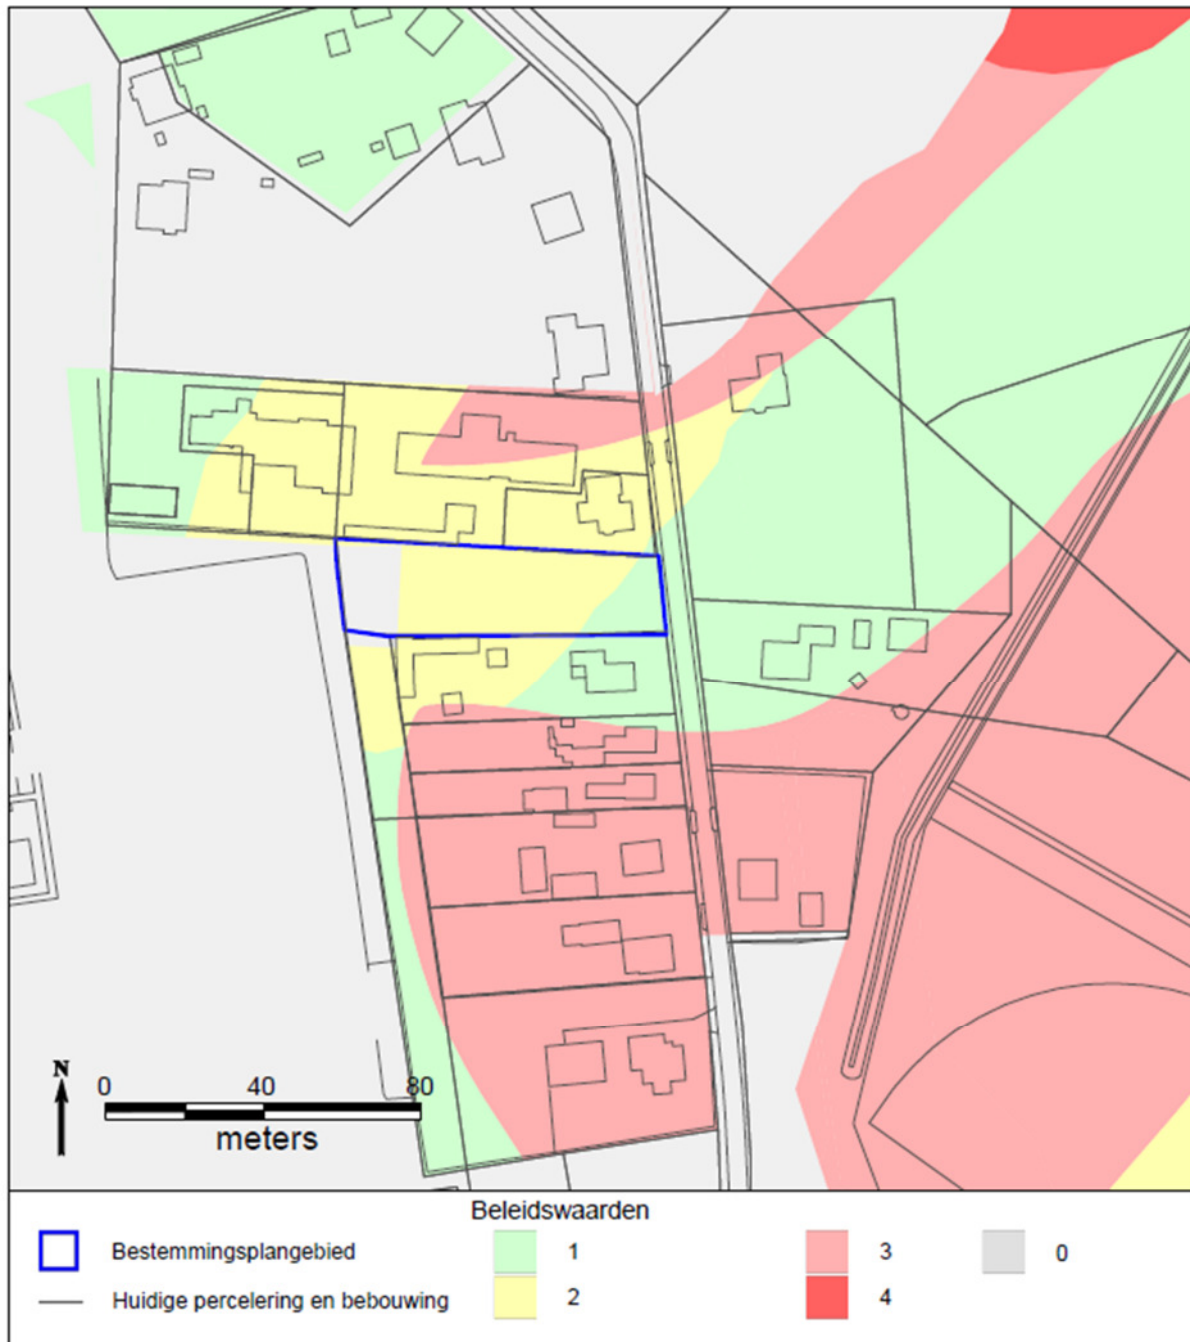 N
0 40 80
meters
Beleidswaarden
Bestemmingsplangebied
Huidige percelering en bebouwing
1
2
3
4
0